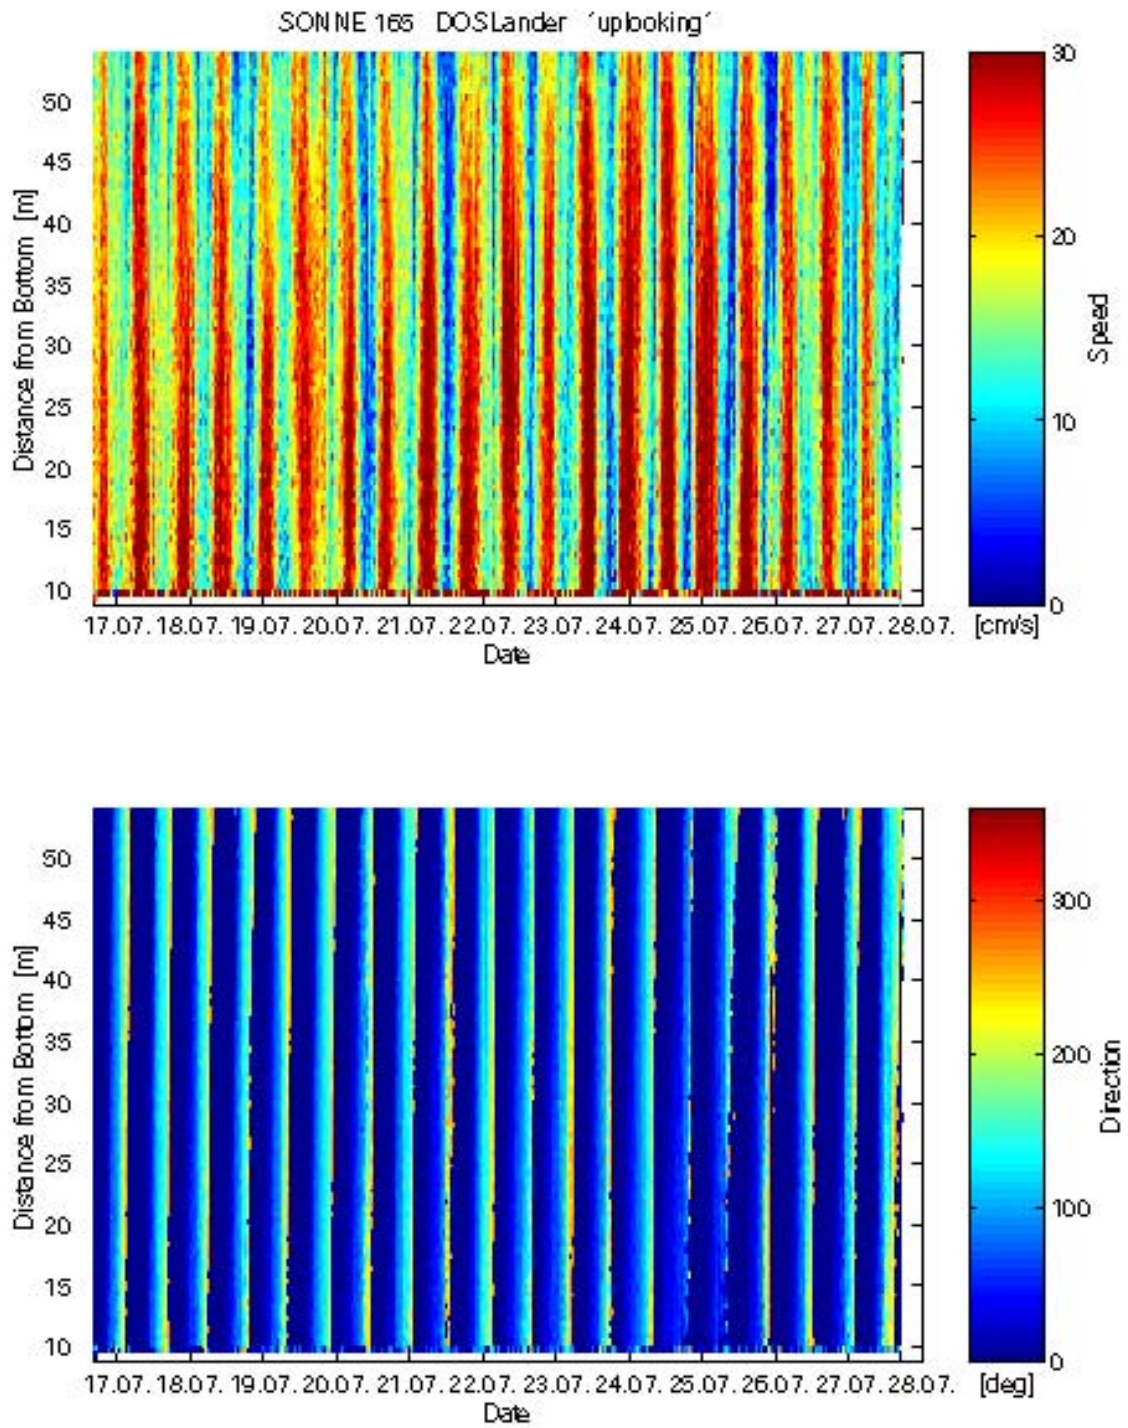 SONNE 165 DOSLander ´uplooking´
50
45
40
35
30
25
20
15
10
Distance from Bottom [m]
17.07. 18.07. 19.07. 20.07. 21.07. 22.07. 23.07. 24.07. 25.07. 26.07. 27.07. 28.07.
Date
30
20
10
0
Speed
[cm/s]
50
45
40
35
30
25
20
15
10
Distance from Bottom [m]
17.07. 18.07. 19.07. 20.07. 21.07. 22.07. 23.07. 24.07. 25.07. 26.07. 27.07. 28.07.
Date
300
200
100
0
Direction
[deg]